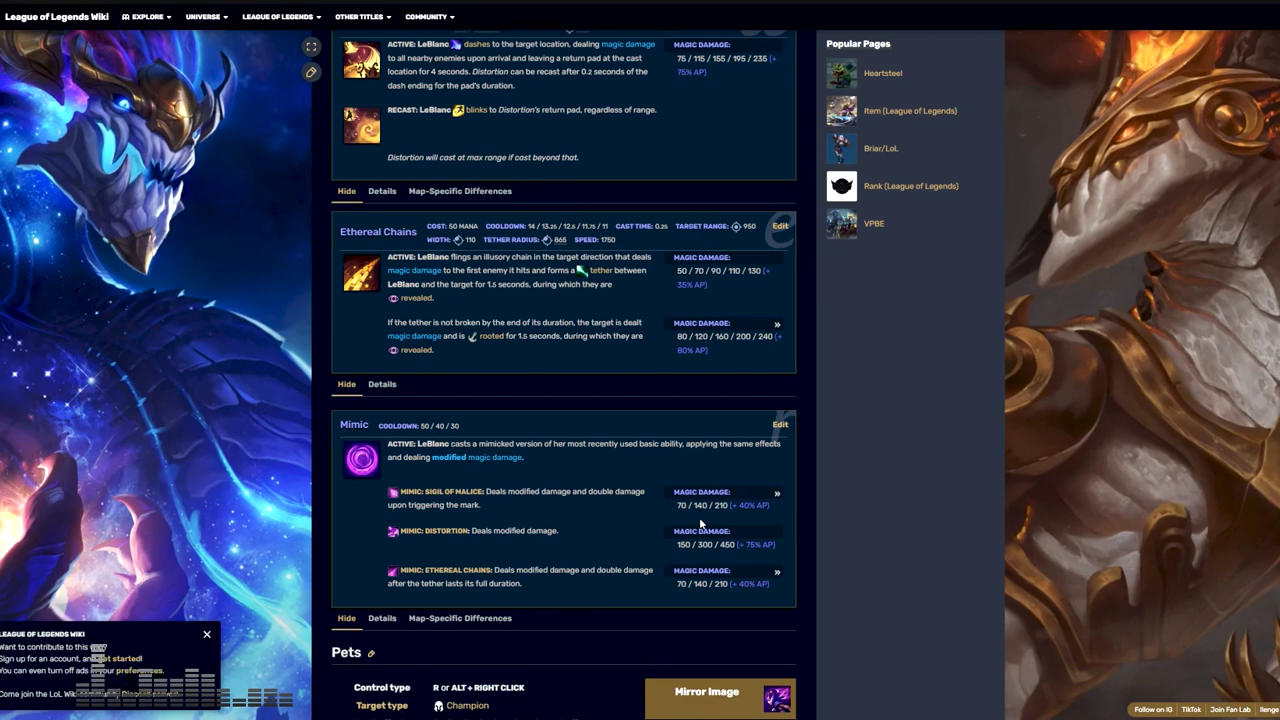 League of Legends Wiki EXPLORE UNIVERSE LEAGUE OF LEGENDS OTHER TITLES COMMUNITY
ACTIVE: LeBlanc dashes to the target location, dealing magic damage
to all nearby enemies upon arrival and leaving a return pad at the cast
location for 4 seconds. Distortion can be recast after 0.2 seconds of the
dash ending for the pad's duration.
MAGIC DAMAGE:
75 / 115 / 155 / 195 / 235 (+
75% AP)
RECAST: LeBlanc blinks to Distortion's return pad, regardless of range.
Distortion will cast at max range if cast beyond that.
Hide Details Map-Specific Differences
Ethereal Chains
COST: 50 MANA COOLDOWN: 14 / 13.25 / 12.5 / 11.75 / 11 CAST TIME: 0.25 TARGET RANGE: 950
WIDTH: 110 TETHER RADIUS: 865 SPEED: 1750
Edit
ACTIVE: LeBlanc flings an illusory chain in the target direction that deals
magic damage to the first enemy it hits and forms a tether between
LeBlanc and the target for 1.5 seconds, during which they are
revealed.
MAGIC DAMAGE:
50 / 70 / 90 / 110 / 130 (+
35% AP)
If the tether is not broken by the end of its duration, the target is dealt
magic damage and is rooted for 1.5 seconds, during which they are
revealed.
MAGIC DAMAGE: »
80 / 120 / 160 / 200 / 240 (+
80% AP)
Hide Details
Mimic COOLDOWN: 50 / 40 / 30
Edit
ACTIVE: LeBlanc casts a mimicked version of her most recently used basic ability, applying the same effects
and dealing modified magic damage.
MIMIC: SIGIL OF MALICE: Deals modified damage and double damage
upon triggering the mark.
MAGIC DAMAGE: »
70 / 140 / 210 (+ 40% AP)
MIMIC: DISTORTION: Deals modified damage.
MAGIC DAMAGE:
150 / 300 / 450 (+ 75% AP)
MIMIC: ETHEREAL CHAINS: Deals modified damage and double damage
after the tether lasts its full duration.
MAGIC DAMAGE: »
70 / 140 / 210 (+ 40% AP)
Hide Details Map-Specific Differences
Pets
Control type R or ALT + RIGHT CLICK
Target type Champion
Mirror Image
Popular Pages
Heartsteel
Item (League of Legends)
Briar/LoL
Rank (League of Legends)
VPBE
LEAGUE OF LEGENDS WIKI
Want to contribute to this
Sign up for an account, and get started!
You can even turn off ads in your preferences.
Come join the LoL
Follow on IG TikTok Join Fan Lab